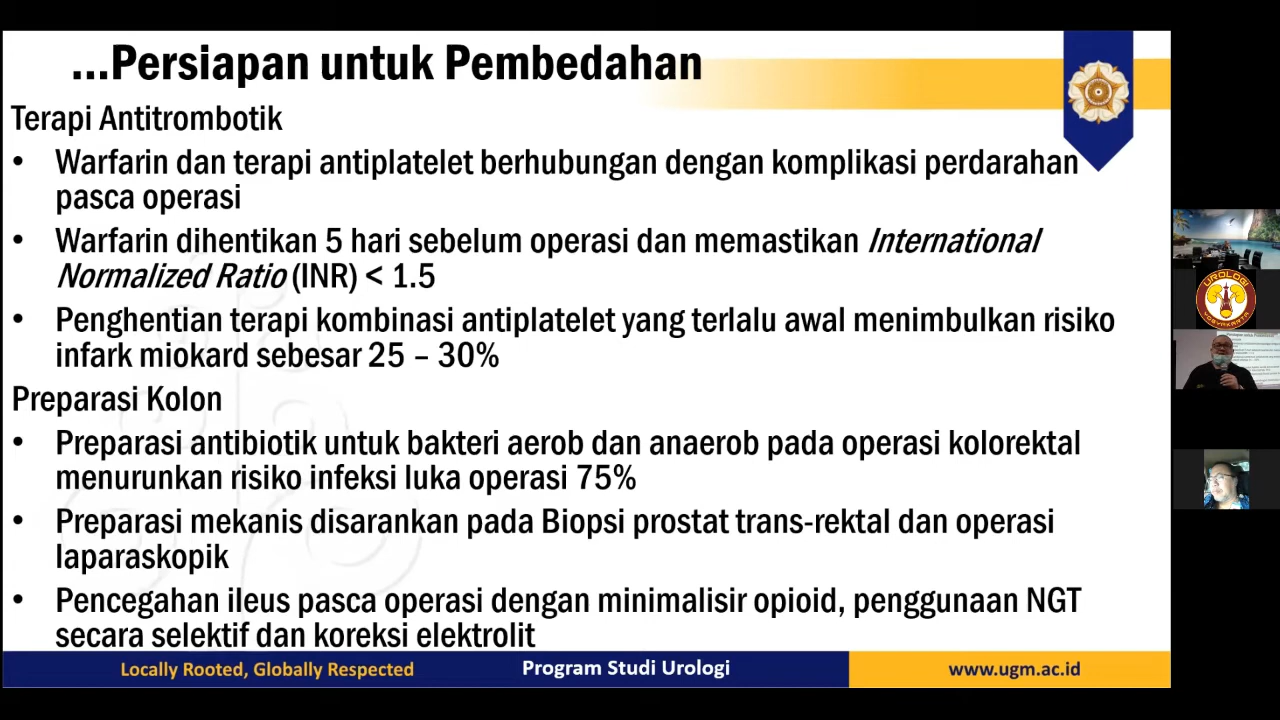 ...Persiapan untuk Pembedahan
Terapi Antitrombotik
• Warfarin dan terapi antiplatelet berhubungan dengan komplikasi perdarahan
pasca operasi
• Warfarin dihentikan 5 hari sebelum operasi dan memastikan International
Normalized Ratio (INR) < 1.5
• Penghentian terapi kombinasi antiplatelet yang terlalu awal menimbulkan risiko
infark miokard sebesar 25 – 30%
Preparasi Kolon
• Preparasi antibiotik untuk bakteri aerob dan anaerob pada operasi kolorektal
menurunkan risiko infeksi luka operasi 75%
• Preparasi mekanis disarankan pada Biopsi prostat trans-rektal dan operasi
laparaskopik
• Pencegahan ileus pasca operasi dengan minimalisir opioid, penggunaan NGT
secara selektif dan koreksi elektrolit
Locally Rooted, Globally Respected
Program Studi Urologi
www.ugm.ac.id
UROLOGI
YOGYAKARTA